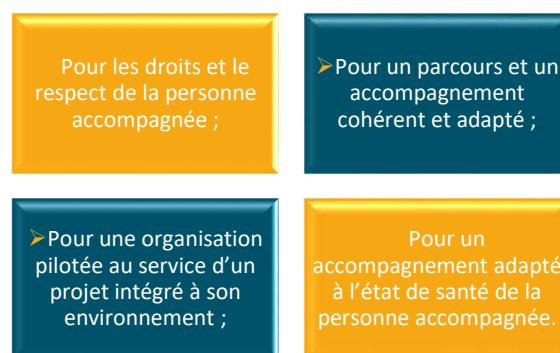 Pour les droits et le
respect de la personne
accompagnée ;
➢Pour un parcours et un
accompagnement
cohérent et adapté ;
➢Pour une organisation
pilotée au service d’un
projet intégré à son
environnement ;
Pour un
accompagnement adapté
à l’état de santé de la
personne accompagnée.